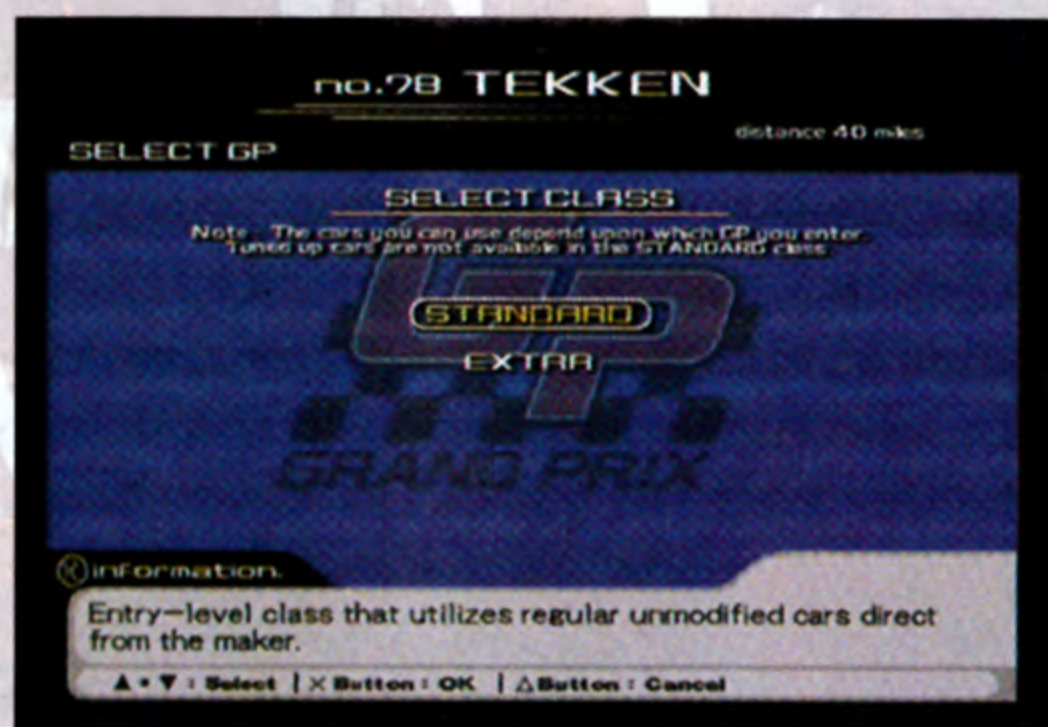 no.78 TEKKEN
distance 40 miles
SELECT GP
SELECT CLASS
Note : The cars you can use depend upon which GP you enter.
Tuned up cars are not available in the STANDARD class
STANDARD
EXTRA
GP
GRAND PRIX
information.
Entry-level class that utilizes regular unmodified cars direct
from the maker.
▲・▼ : Select | ✕ Button : OK | △Button : Cancel